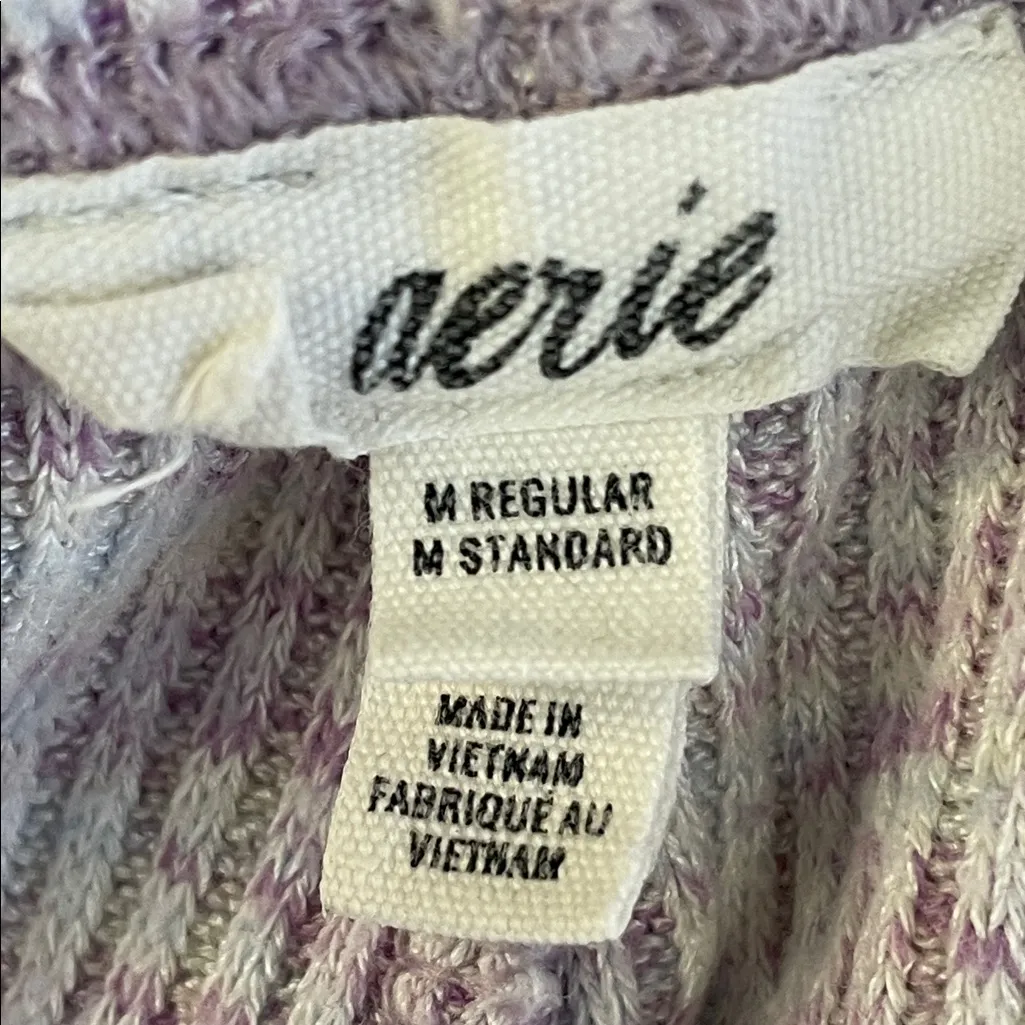 aerie
M REGULAR
M STANDARD
MADE IN
VIETNAM
FABRIQUÉ AU
VIETNAM